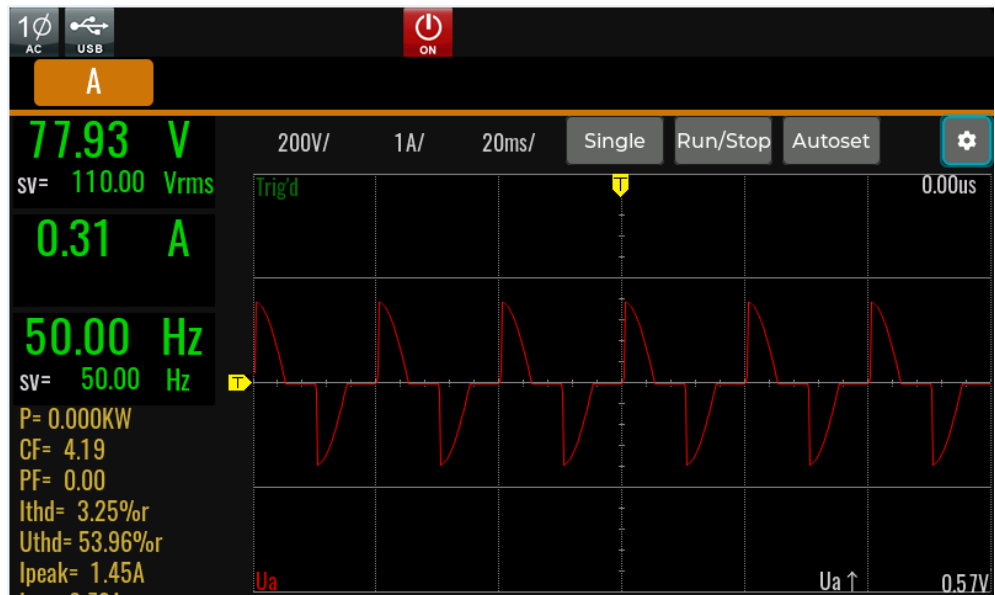 1Ø
AC
USB
ON
A
77.93 V
sv= 110.00 Vrms
0.31 A
50.00 Hz
sv= 50.00 Hz
P= 0.000KW
CF= 4.19
PF= 0.00
Ithd= 3.25%r
Uthd= 53.96%r
Ipeak= 1.45A
200V/ 1A/ 20ms/ Single Run/Stop Autoset
Trig'd T 0.00us
T
Ua Ua↑ 0.57V